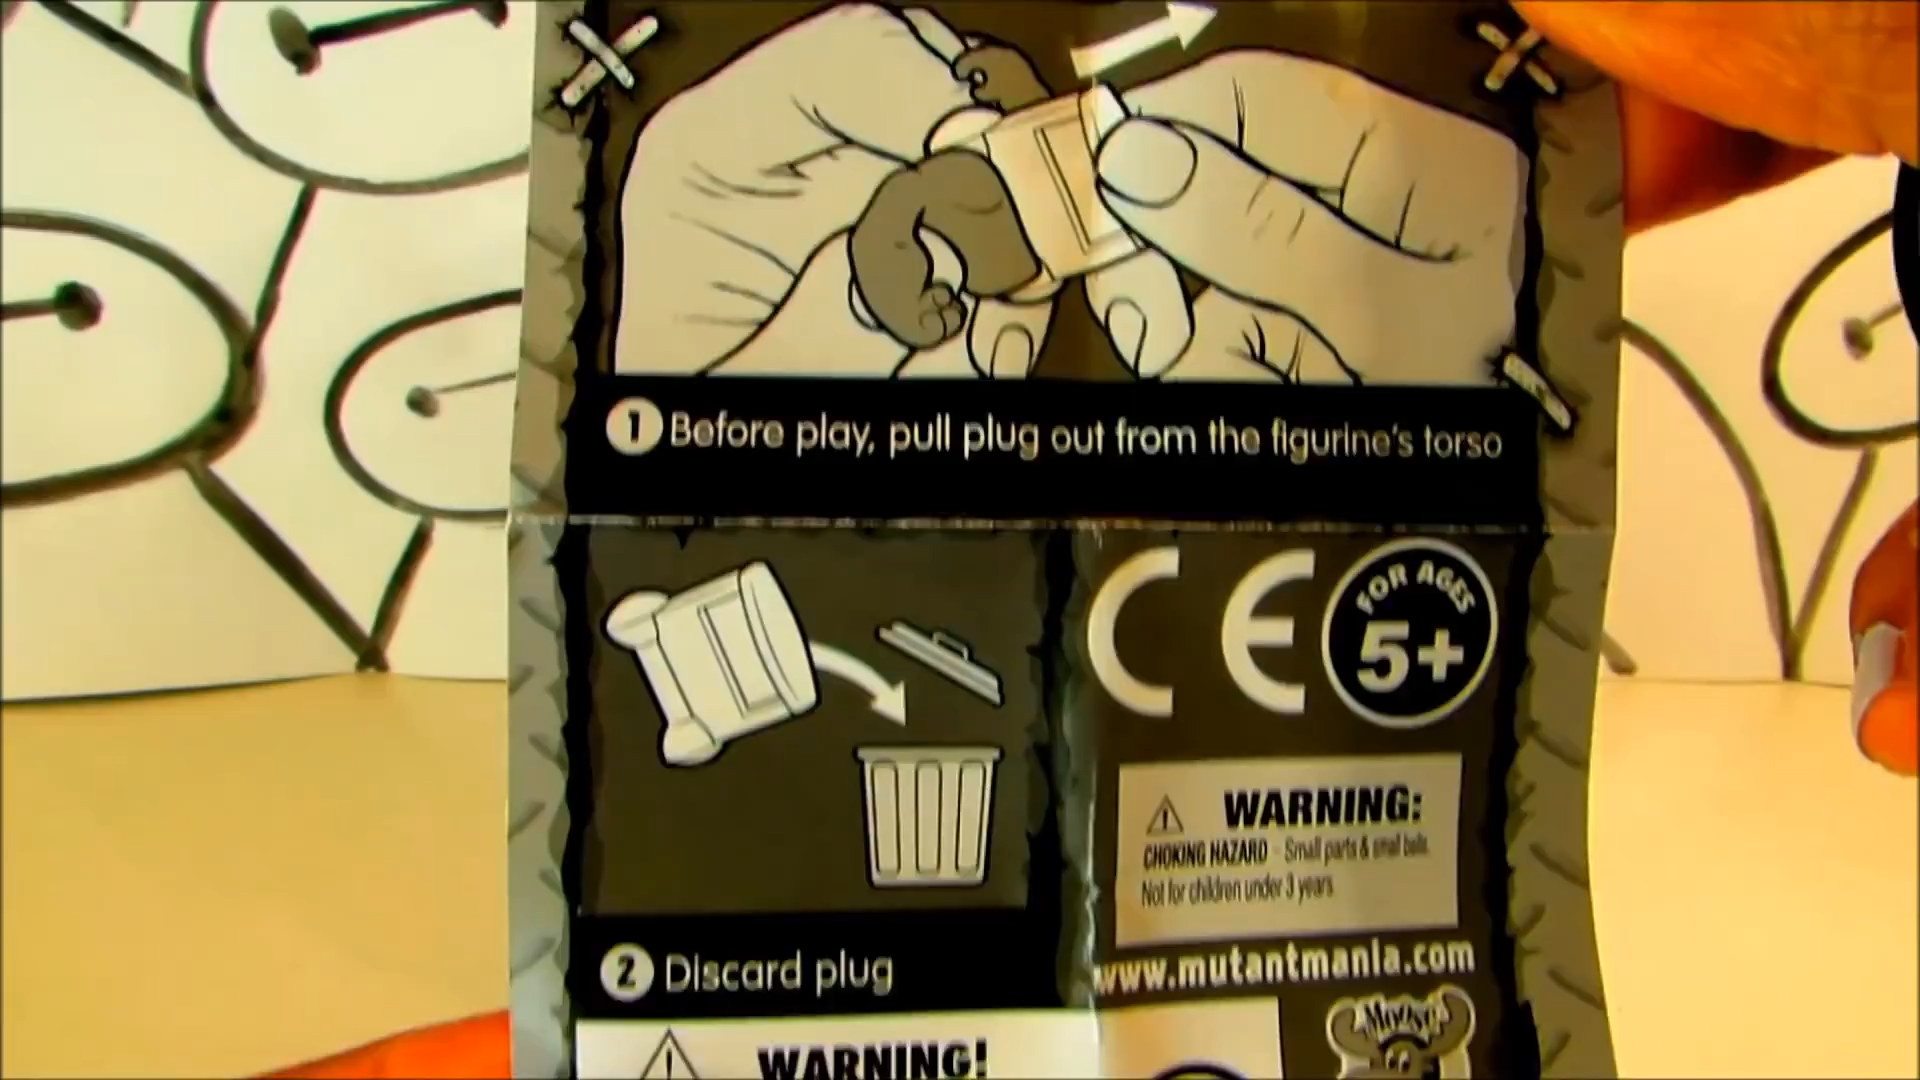 1 Before play, pull plug out from the figurine's torso
CE
FOR AGES
5+
WARNING:
CHOKING HAZARD - Small parts & small balls.
Not for children under 3 years
www.mutantmania.com
2 Discard plug
WARNING!
Moose